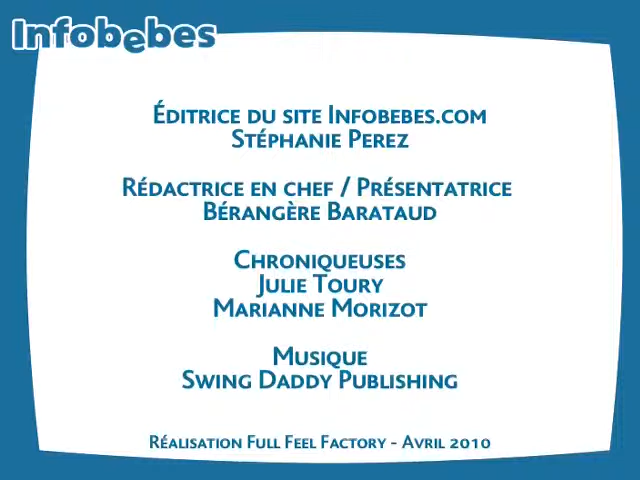 Infobebes
Éditrice du site Infobebes.com
Stéphanie Perez
Rédactrice en chef / Présentatrice
Bérangère Barataud
Chroniqueuses
Julie Toury
Marianne Morizot
Musique
Swing Daddy Publishing
Réalisation Full Feel Factory - Avril 2010